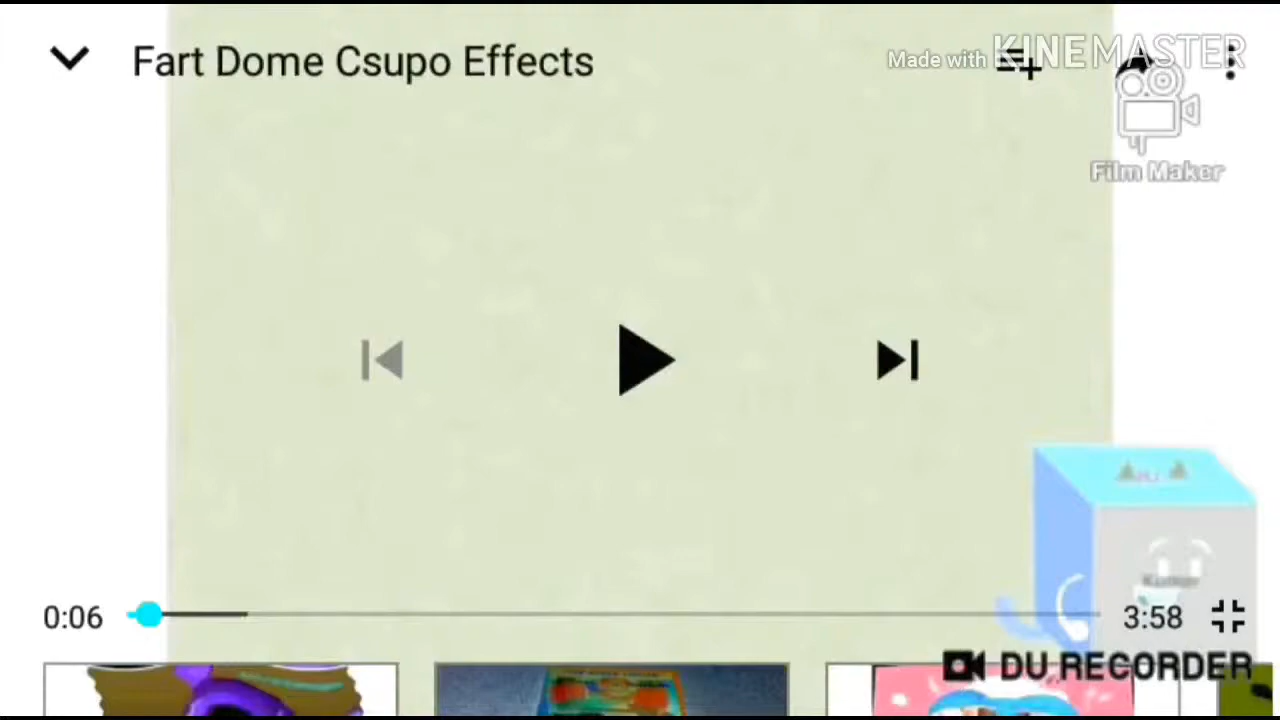 Fart Dome Csupo Effects
Made with KINEMASTER
Film Maker
0:06
3:58
DU RECORDER